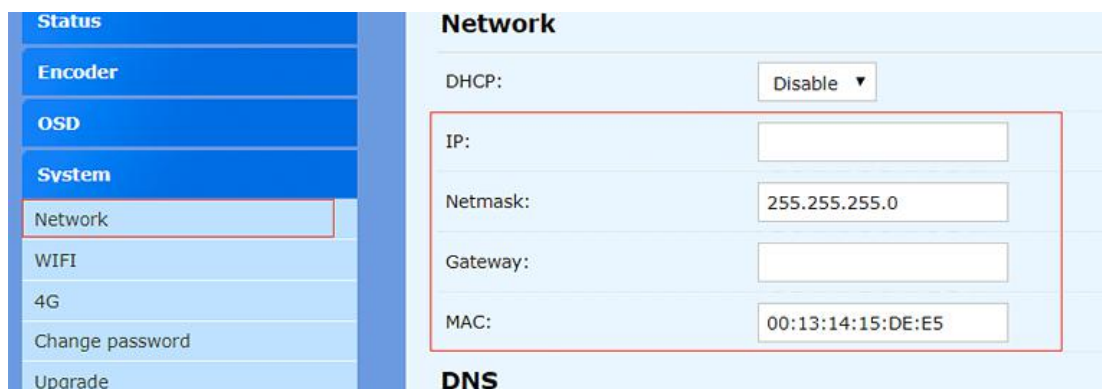 Status
Encoder
OSD
System
Network
WIFI
4G
Change password
Upgrade
Network
DHCP: Disable
IP:
Netmask: 255.255.255.0
Gateway:
MAC: 00:13:14:15:DE:E5
DNS